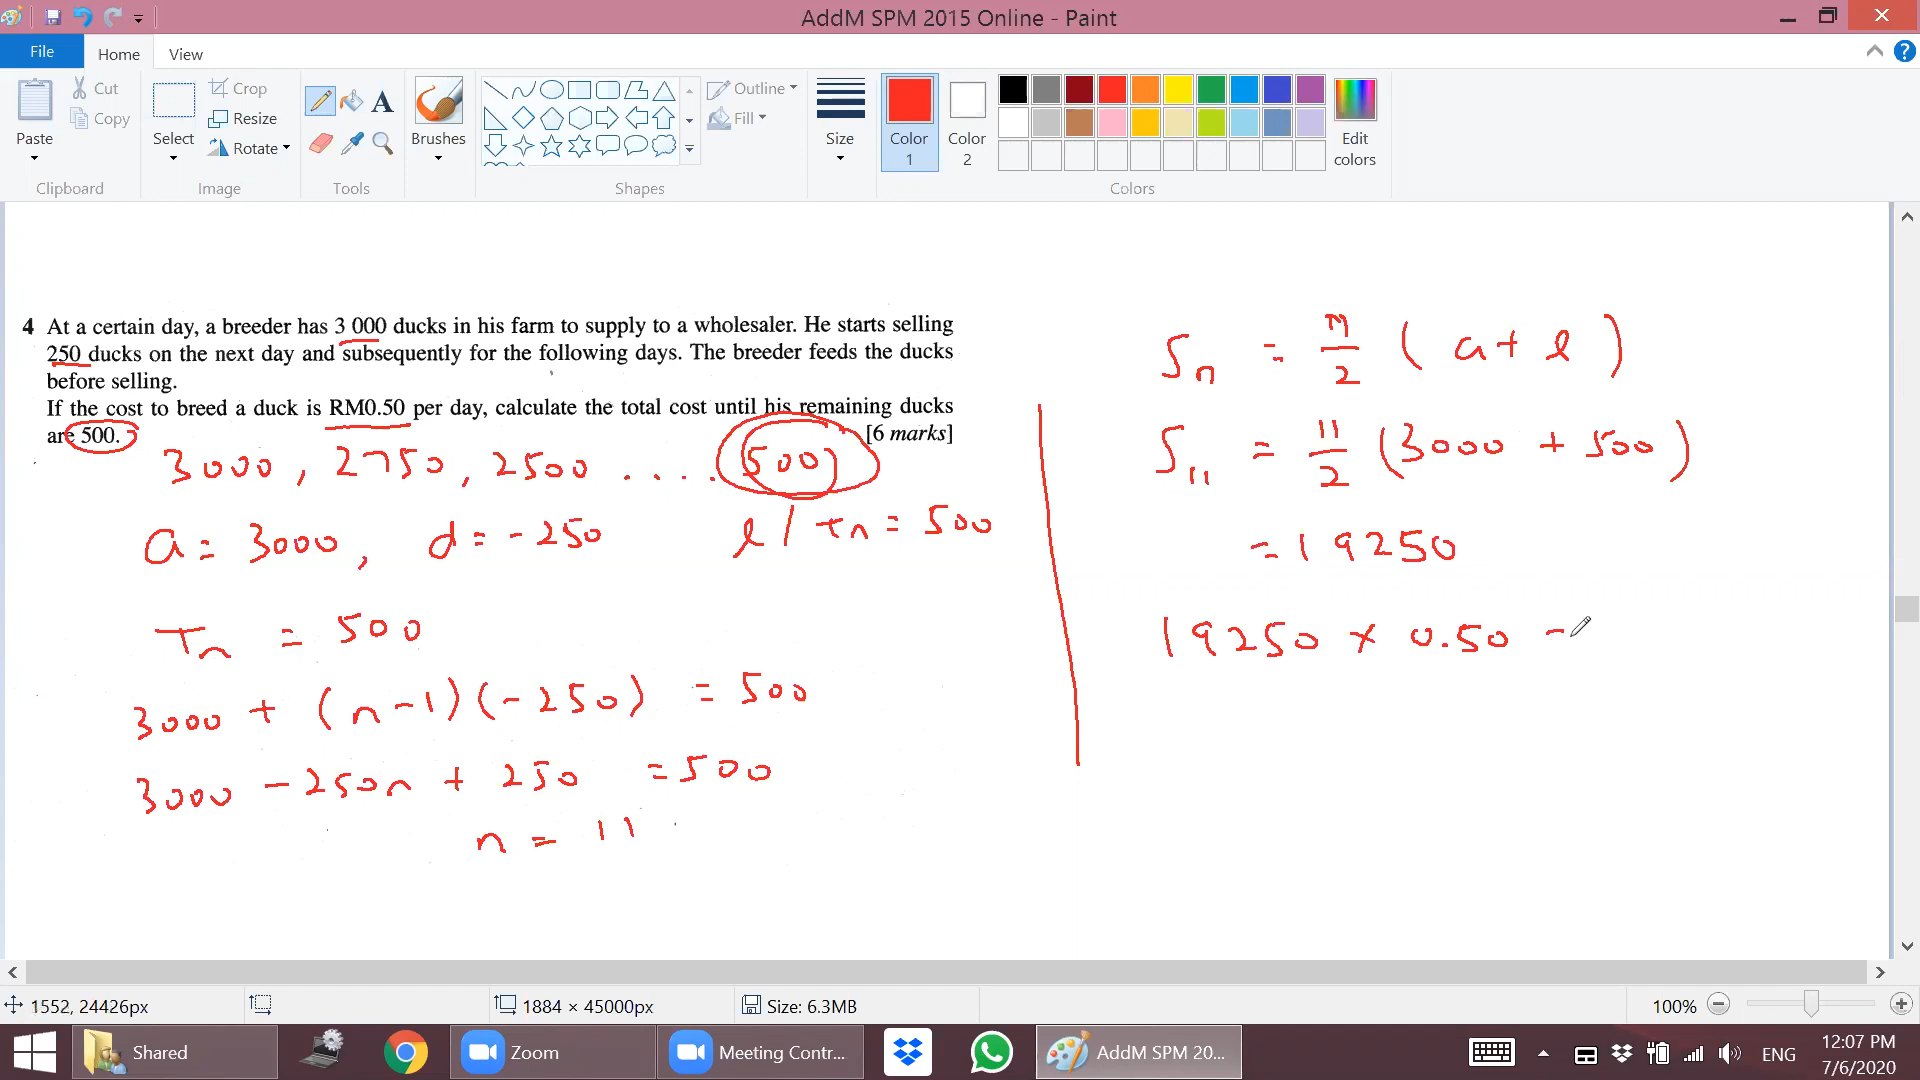 AddM SPM 2015 Online - Paint
File Home View
Paste
Cut
Copy
Clipboard
Select
Crop
Resize
Rotate
Image
A
Tools
Brushes
Shapes
Outline
Fill
Size
Color 1
Color 2
Edit colors
Colors
4 At a certain day, a breeder has 3 000 ducks in his farm to supply to a wholesaler. He starts selling
250 ducks on the next day and subsequently for the following days. The breeder feeds the ducks
before selling.
If the cost to breed a duck is RM0.50 per day, calculate the total cost until his remaining ducks
are 500. [6 marks]
3000, 2750, 2500 .... 500
a = 3000, d = -250 l / Tn = 500
Tn = 500
3000 + (n-1)(-250) = 500
3000 - 250n + 250 = 500
n = 11
Sn = n/2 (a + l)
S11 = 11/2 (3000 + 500)
= 19250
19250 × 0.50 =
1552, 24426px 1884 × 45000px Size: 6.3MB 100%
Shared Zoom Meeting Contr... AddM SPM 20... ENG 12:07 PM
7/6/2020